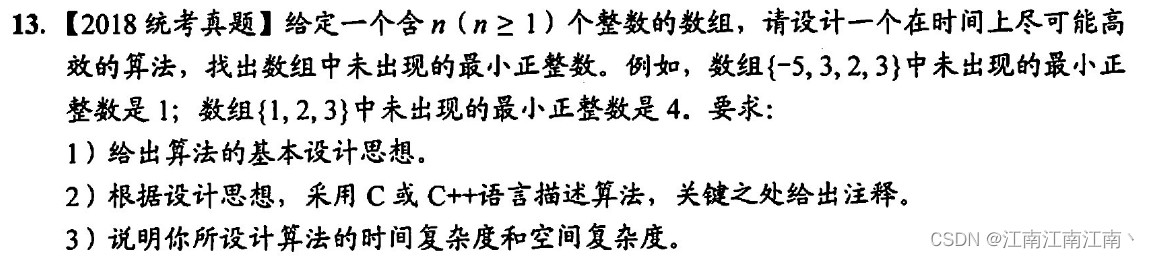 13.【2018 统考真题】给定一个含 n（n ≥ 1）个整数的数组，请设计一个在时间上尽可能高
效的算法，找出数组中未出现的最小正整数。例如，数组{-5, 3, 2, 3}中未出现的最小正
整数是 1；数组{1, 2, 3}中未出现的最小正整数是 4。要求：
1）给出算法的基本设计思想。
2）根据设计思想，采用 C 或 C++语言描述算法，关键之处给出注释。
3）说明你所设计算法的时间复杂度和空间复杂度。
CSDN @江南江南江南丶